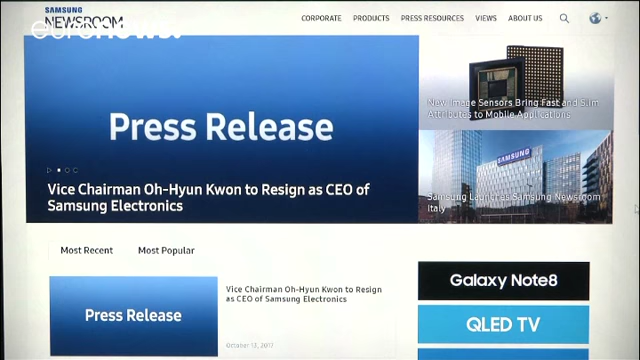 SAMSUNG
NEWSROOM
euronews.
CORPORATE PRODUCTS PRESS RESOURCES VIEWS ABOUT US
Press Release
Vice Chairman Oh-Hyun Kwon to Resign as CEO of
Samsung Electronics
New Image Sensors Bring Fast and Slim
Attributes to Mobile Applications
SAMSUNG
Samsung Launches Samsung Newsroom
Italy
Most Recent Most Popular
Press Release
Vice Chairman Oh-Hyun Kwon to Resign
as CEO of Samsung Electronics
October 13, 2017
Galaxy Note8
QLED TV